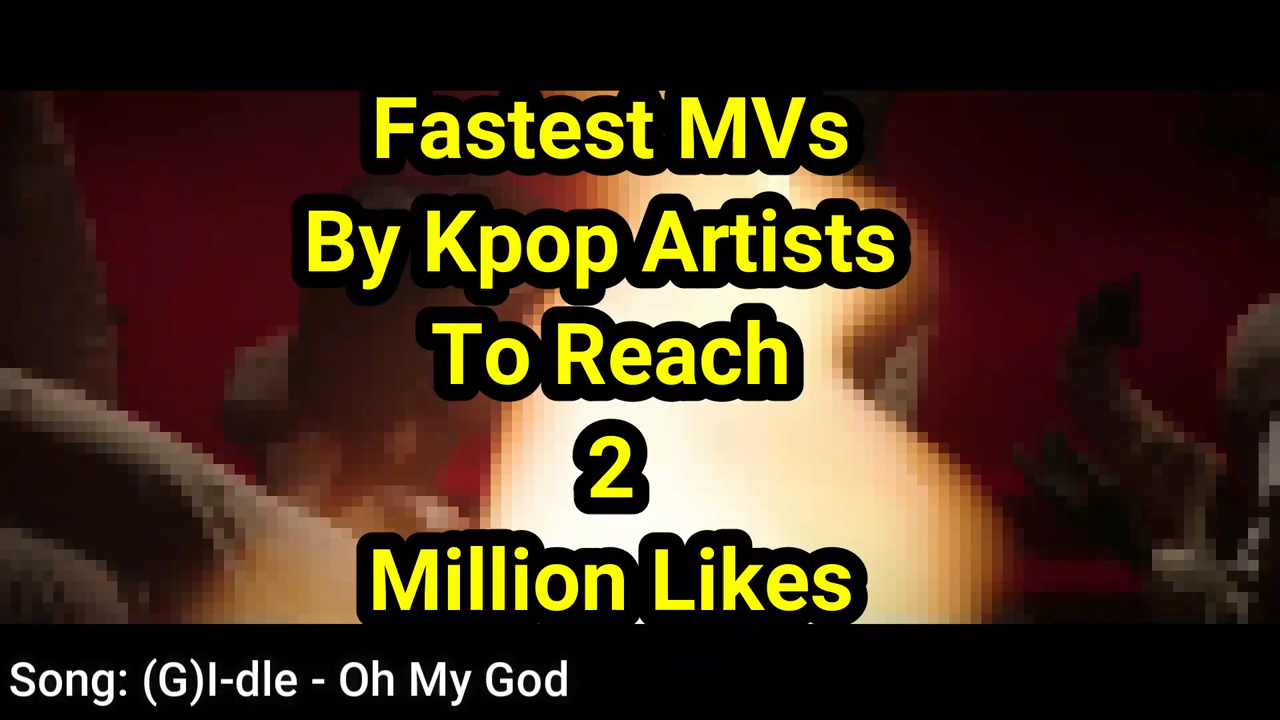 Fastest MVs
By Kpop Artists
To Reach
2
Million Likes
Song: (G)I-dle - Oh My God